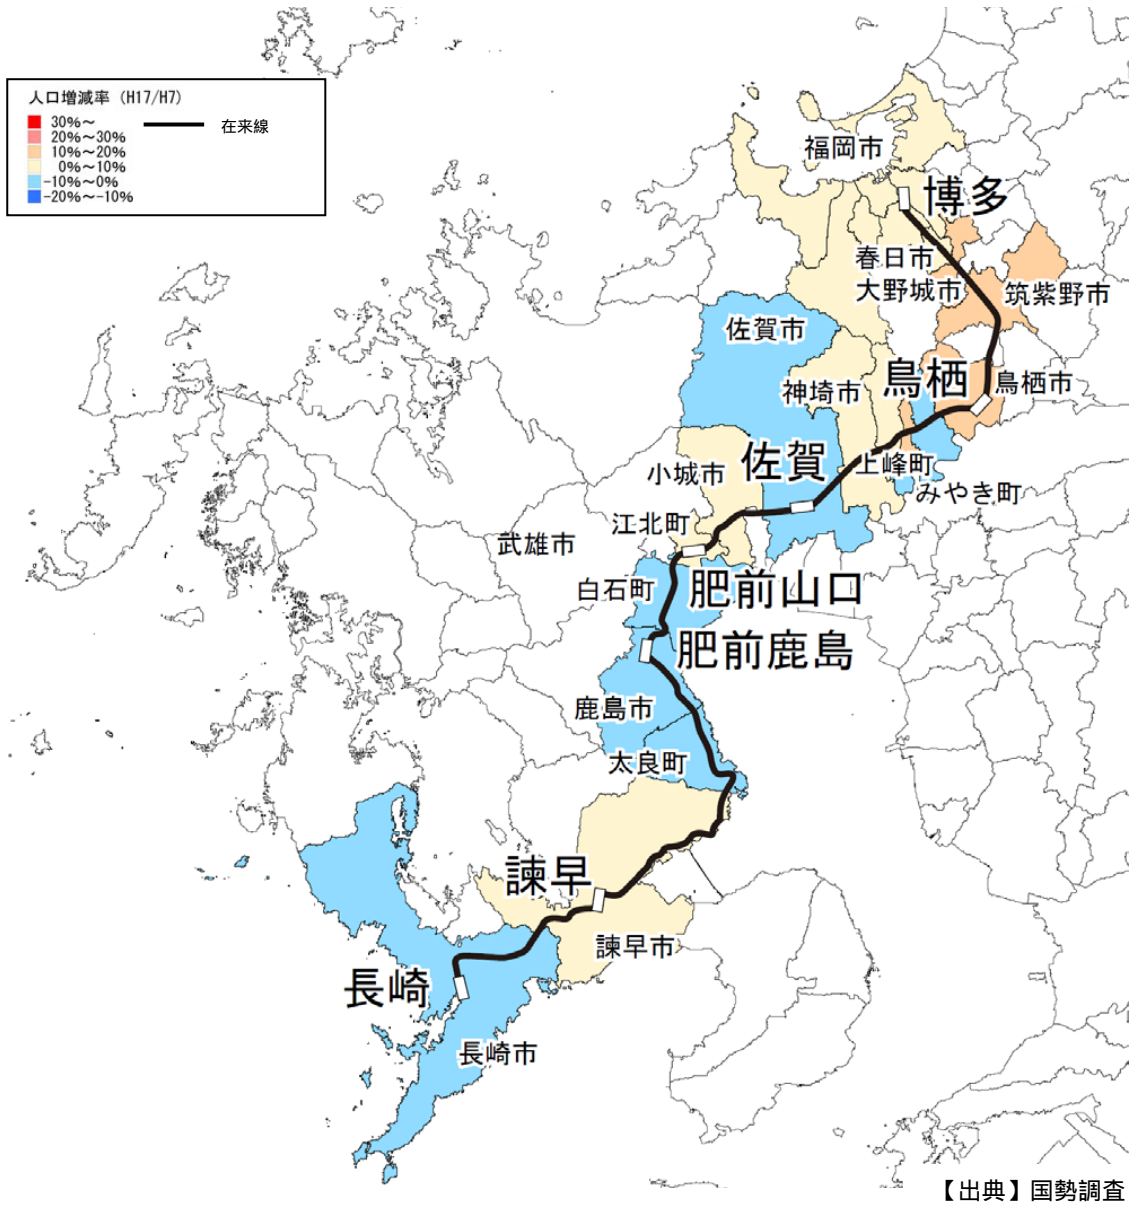 人口増減率 (H17/H7)
30%~
20%~30%
10%~20%
0%~10%
-10%~0%
-20%~-10%
在来線
福岡市
博多
春日市
大野城市
筑紫野市
佐賀市
鳥栖
鳥栖市
神埼市
佐賀
上峰町
小城市
みやき町
江北町
武雄市
白石町
肥前山口
肥前鹿島
鹿島市
太良町
諫早
諫早市
長崎
長崎市
【出典】国勢調査